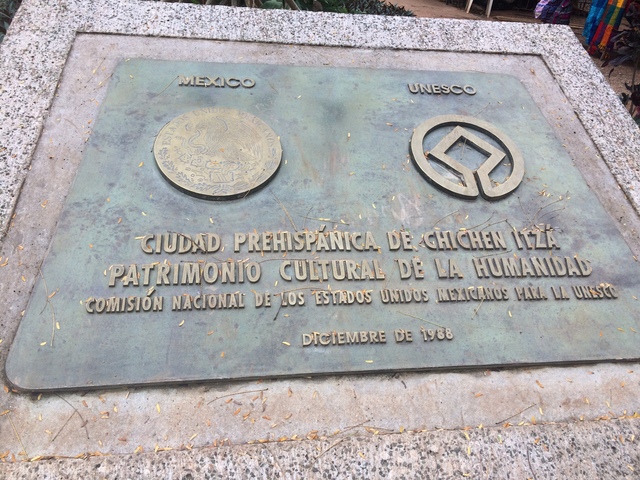 MEXICO UNESCO
CIUDAD PREHISPÁNICA DE CHICHEN ITZÁ
PATRIMONIO CULTURAL DE LA HUMANIDAD
COMISIÓN NACIONAL DE LOS ESTADOS UNIDOS MEXICANOS PARA LA UNESCO
DICIEMBRE DE 1988